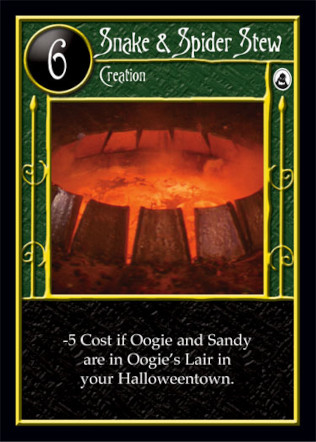 6
Snake & Spider Stew
Creation
-5 Cost if Oogie and Sandy
are in Oogie's Lair in
your Halloweentown.